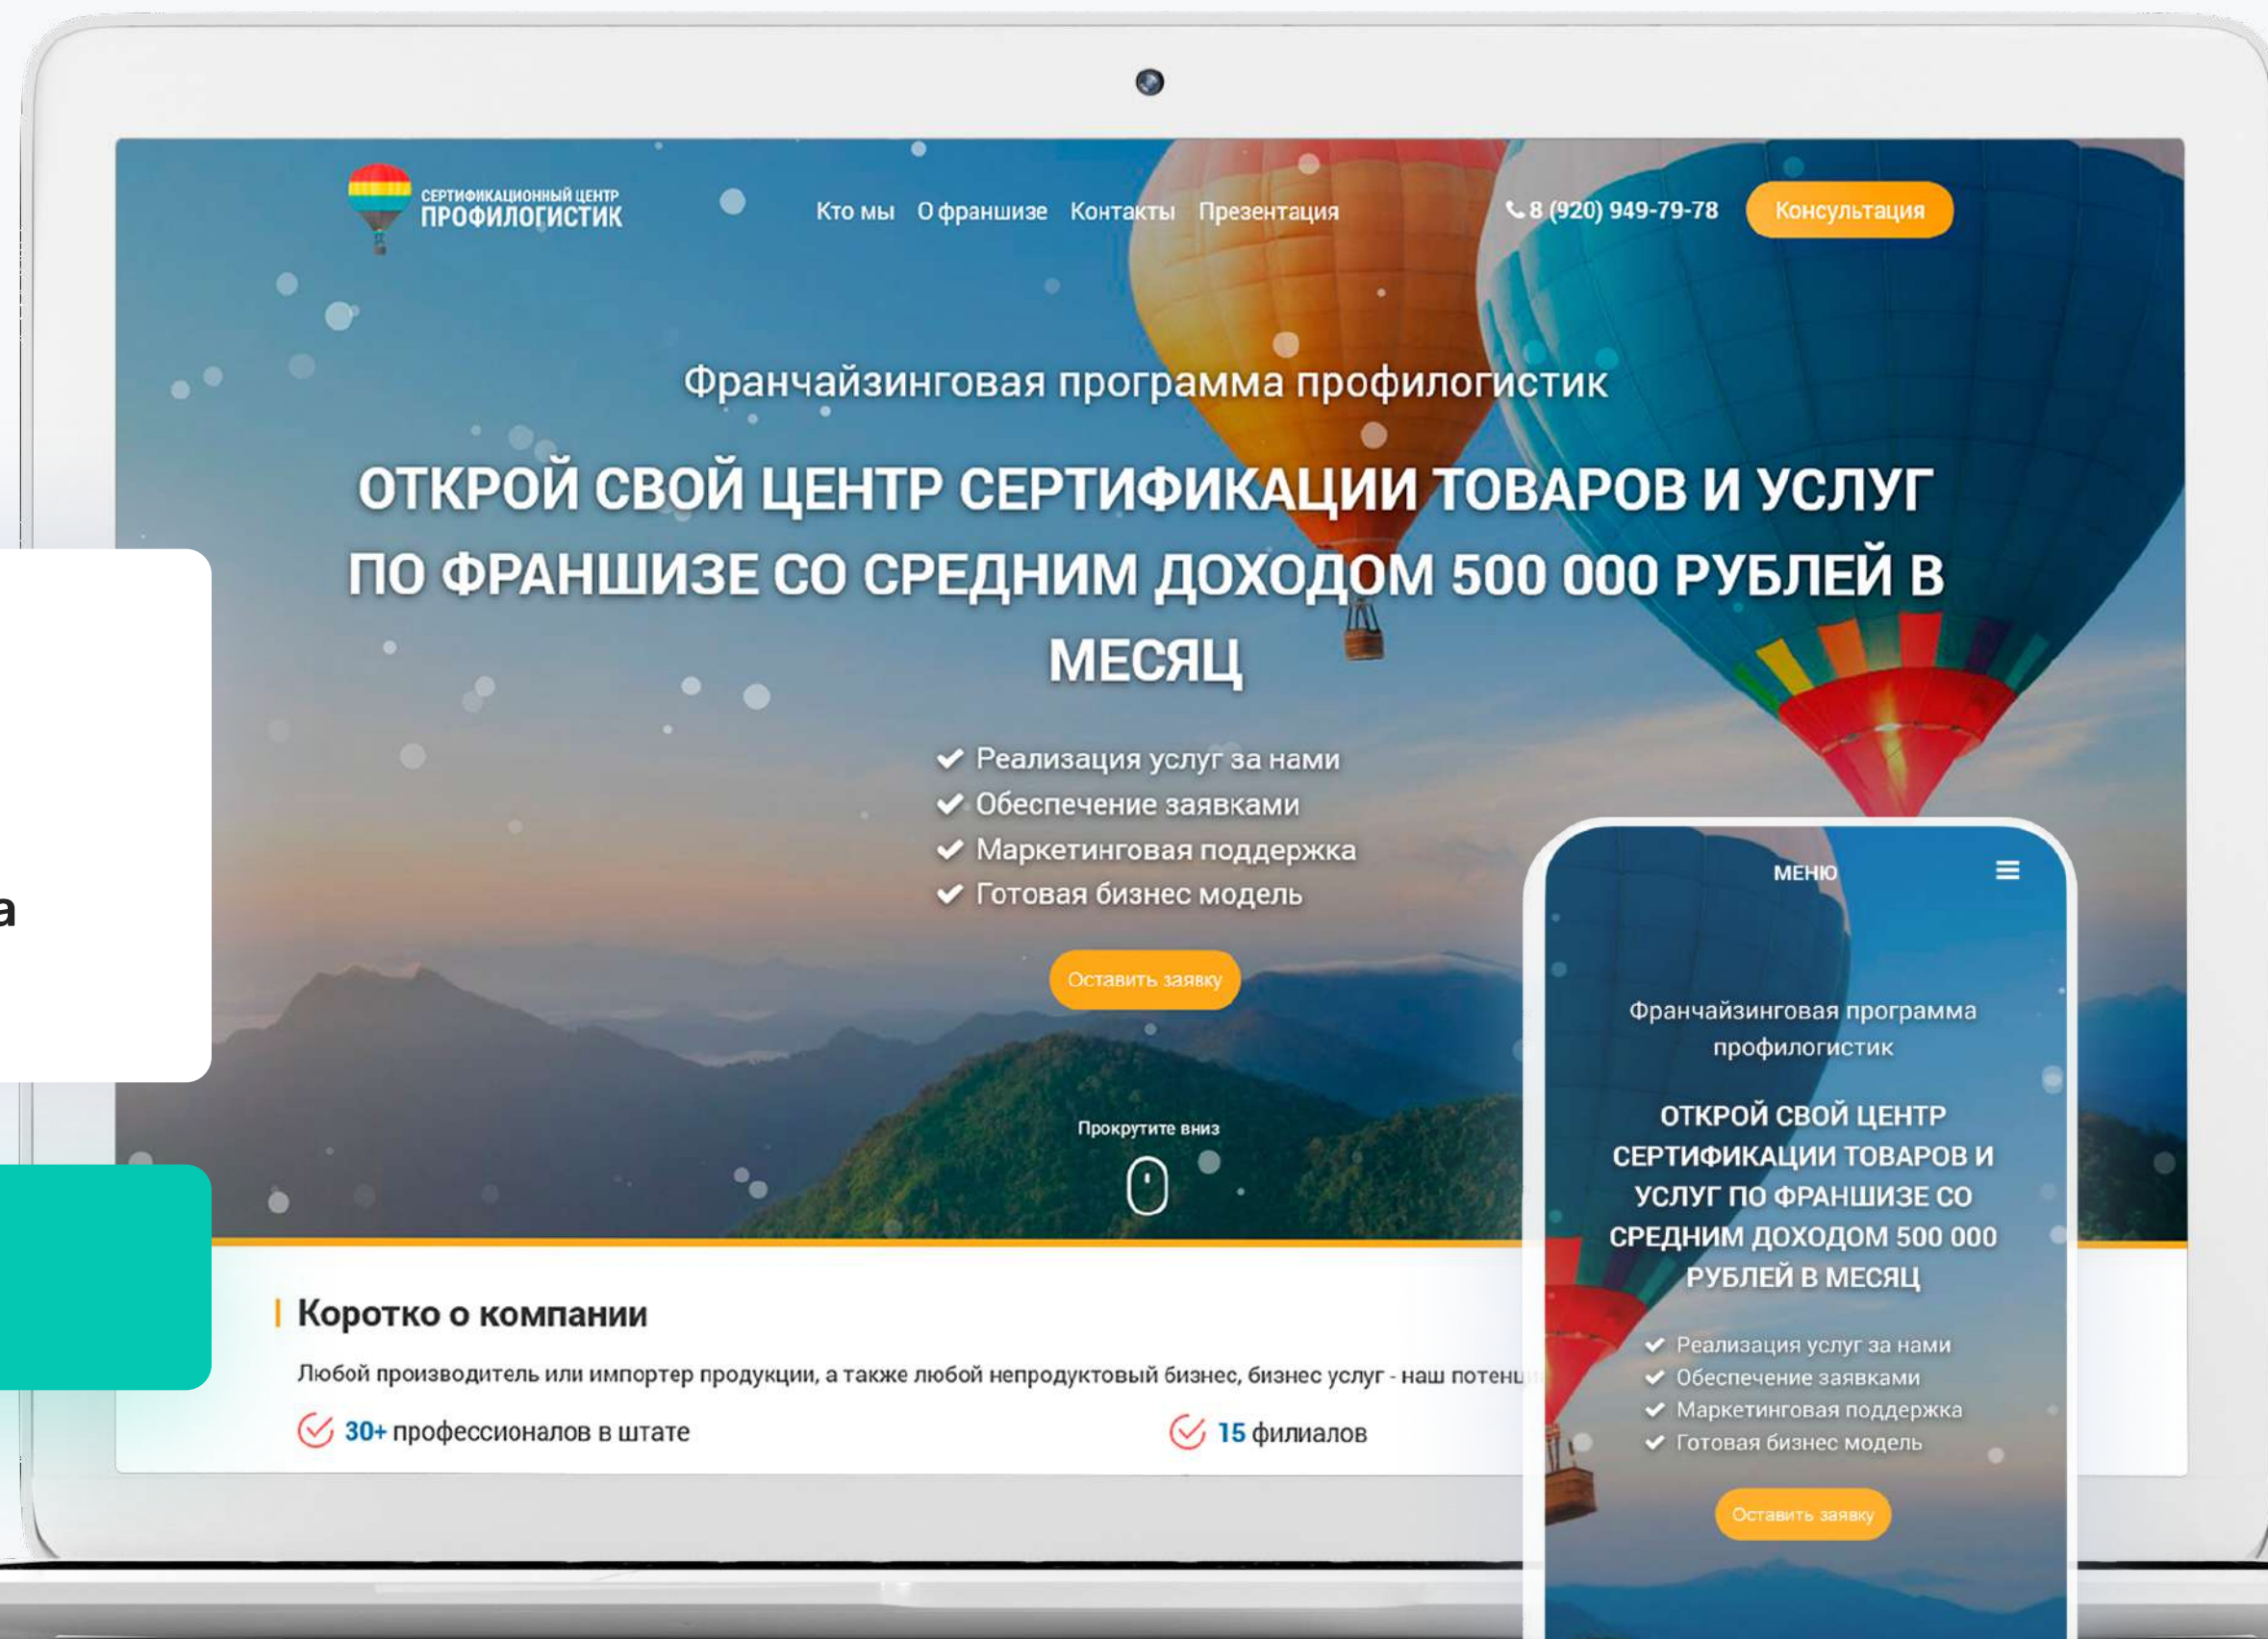 СЕРТИФИКАЦИОННЫЙ ЦЕНТР
ПРОФИЛОГИСТИК
Кто мы О франшизе Контакты Презентация
8 (920) 949-79-78
Консультация
Франчайзинговая программа профилогистик
ОТКРОЙ СВОЙ ЦЕНТР СЕРТИФИКАЦИИ ТОВАРОВ И УСЛУГ
ПО ФРАНШИЗЕ СО СРЕДНИМ ДОХОДОМ 500 000 РУБЛЕЙ В
МЕСЯЦ
Реализация услуг за нами
Обеспечение заявками
Маркетинговая поддержка
Готовая бизнес модель
Оставить заявку
Прокрутите вниз
Коротко о компании
Любой производитель или импортер продукции, а также любой непродуктовый бизнес, бизнес услуг - наш
30+ профессионалов в штате
15 филиалов
МЕНЮ
Франчайзинговая программа
профилогистик
ОТКРОЙ СВОЙ ЦЕНТР
СЕРТИФИКАЦИИ ТОВАРОВ И
УСЛУГ ПО ФРАНШИЗЕ СО
СРЕДНИМ ДОХОДОМ 500 000
РУБЛЕЙ В МЕСЯЦ
Реализация услуг за нами
Обеспечение заявками
Маркетинговая поддержка
Готовая бизнес модель
Оставить заявку